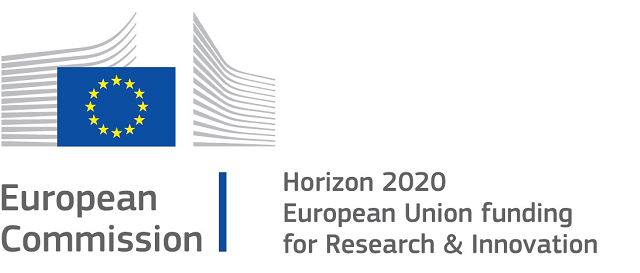 European
Commission
Horizon 2020
European Union funding
for Research & Innovation